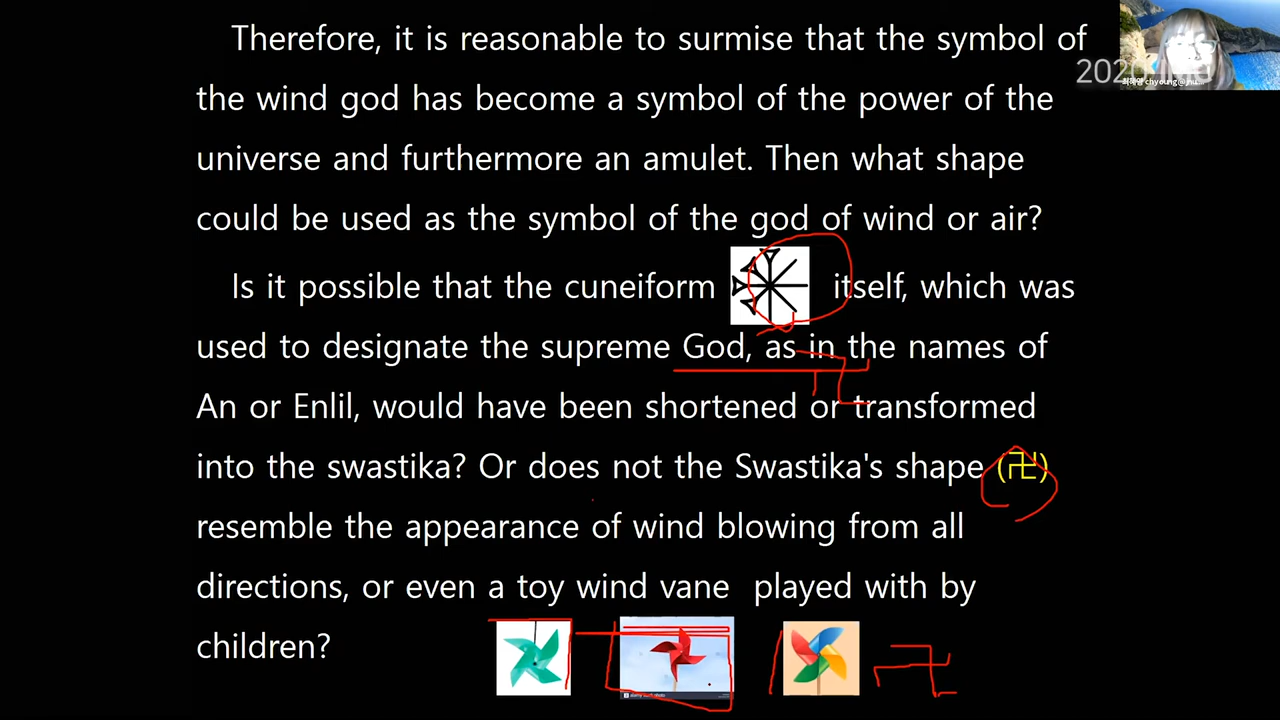 Therefore, it is reasonable to surmise that the symbol of
the wind god has become a symbol of the power of the
universe and furthermore an amulet. Then what shape
could be used as the symbol of the god of wind or air?
Is it possible that the cuneiform 𒀭 itself, which was
used to designate the supreme God, as in the names of
An or Enlil, would have been shortened or transformed
into the swastika? Or does not the Swastika's shape (卍)
resemble the appearance of wind blowing from all
directions, or even a toy wind vane played with by
children?